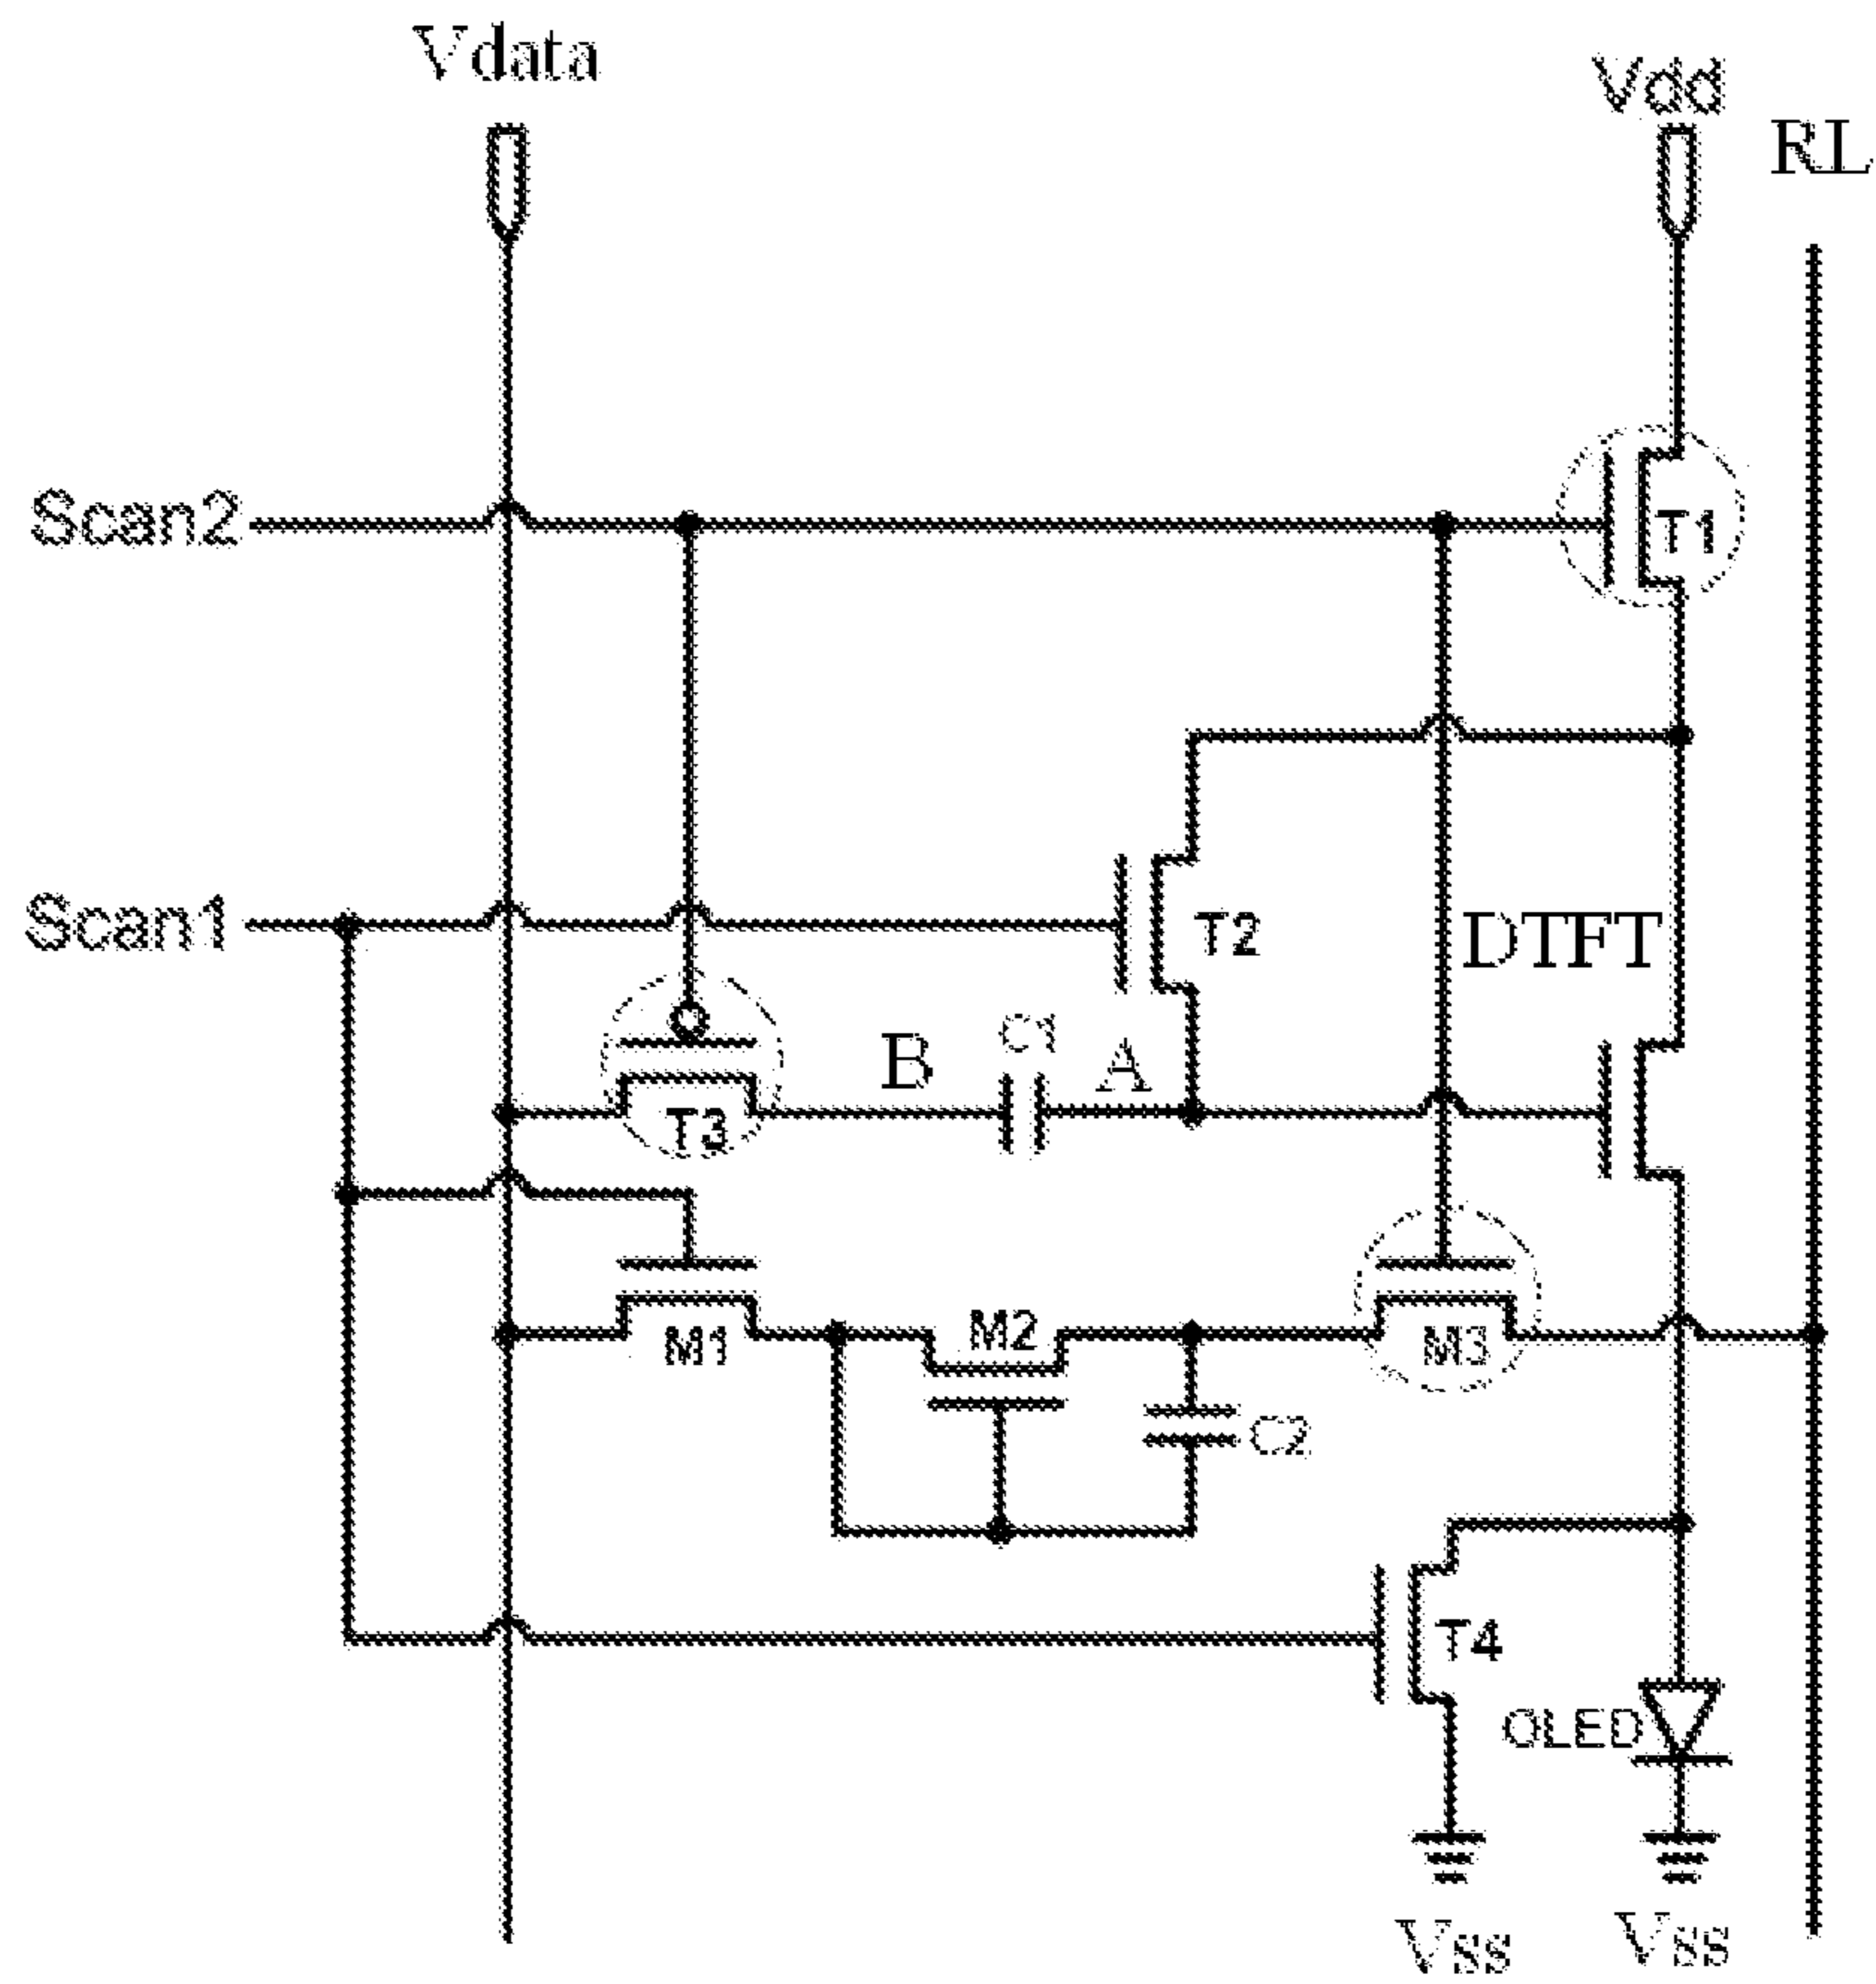 Vdata
Vdd
RL
Scan2
T1
Scan1
T2
DTFT
B
C1
A
T3
M1
M2
M3
C2
T4
OLED
Vss
Vss